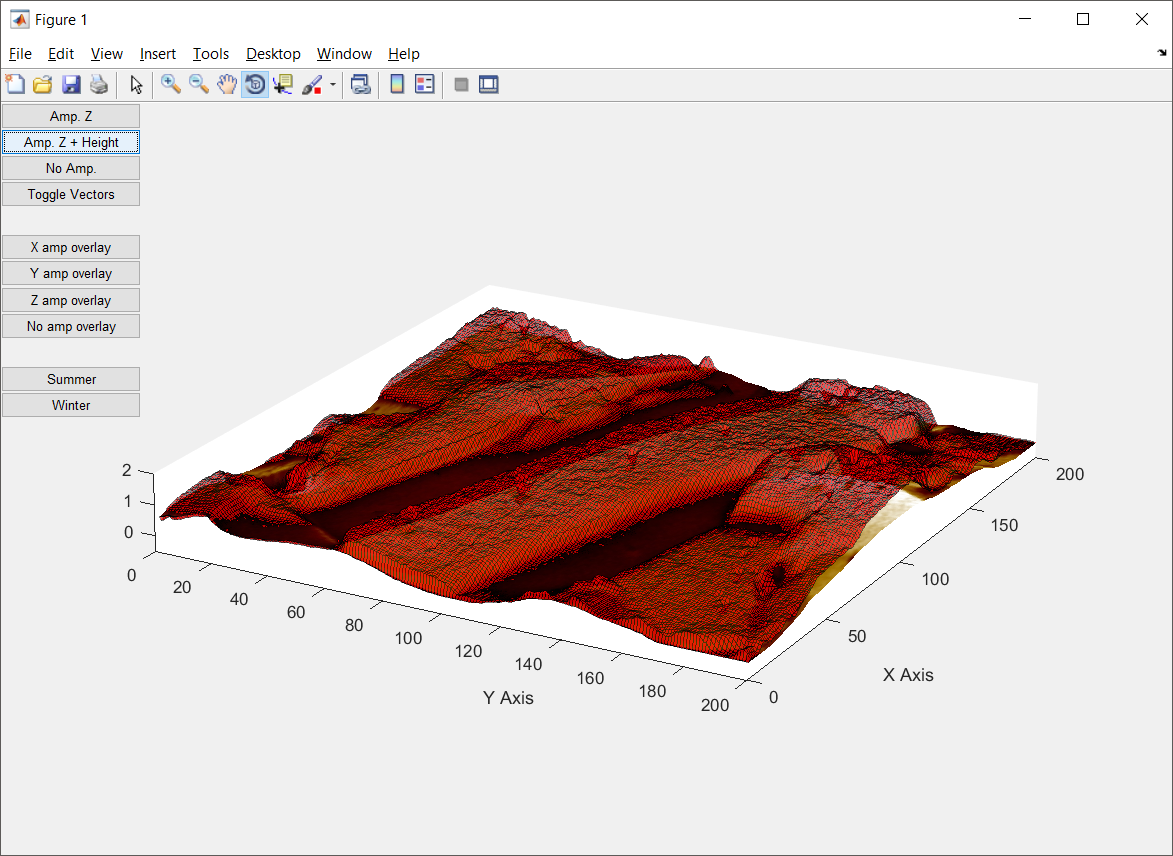 Figure 1
File Edit View Insert Tools Desktop Window Help
Amp. Z
Amp. Z + Height
No Amp.
Toggle Vectors
X amp overlay
Y amp overlay
Z amp overlay
No amp overlay
Summer
Winter
2
1
0
0
20
40
60
80
100
120
140
160
180
200
Y Axis
0
50
100
150
200
X Axis